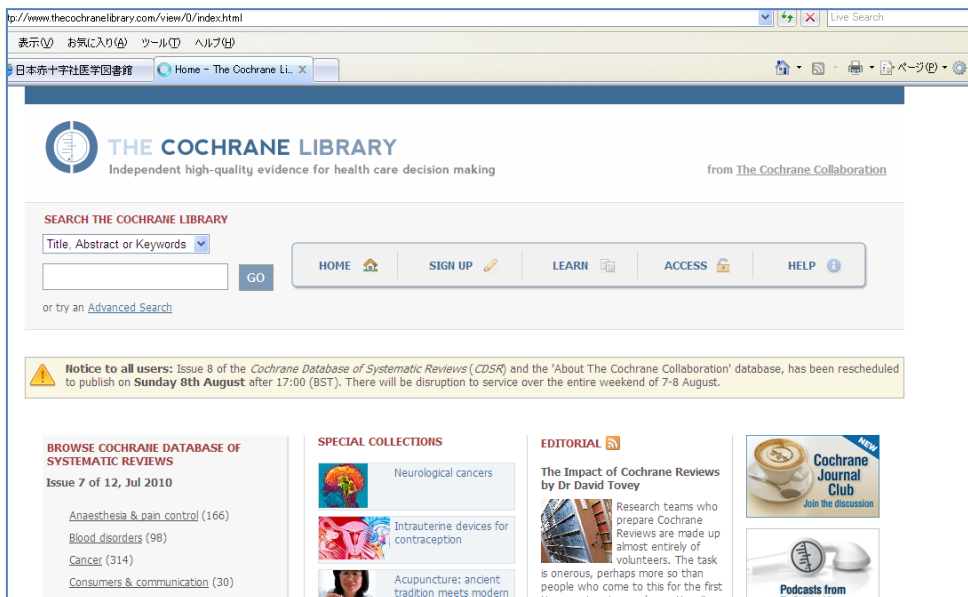 tp://www.thecochranelibrary.com/view/0/index.html
Live Search
表示(V) お気に入り(A) ツール(T) ヘルプ(H)
日本赤十字社医学図書館
Home - The Cochrane Li...
ページ(P)
THE COCHRANE LIBRARY
Independent high-quality evidence for health care decision making
from The Cochrane Collaboration
SEARCH THE COCHRANE LIBRARY
Title, Abstract or Keywords
GO
or try an Advanced Search
HOME
SIGN UP
LEARN
ACCESS
HELP
Notice to all users: Issue 8 of the Cochrane Database of Systematic Reviews (CDSR) and the 'About The Cochrane Collaboration' database, has been rescheduled
to publish on Sunday 8th August after 17:00 (BST). There will be disruption to service over the entire weekend of 7-8 August.
BROWSE COCHRANE DATABASE OF
SYSTEMATIC REVIEWS
Issue 7 of 12, Jul 2010
Anaesthesia & pain control (166)
Blood disorders (98)
Cancer (314)
Consumers & communication (30)
SPECIAL COLLECTIONS
Neurological cancers
Intrauterine devices for
contraception
Acupuncture: ancient
tradition meets modern
EDITORIAL
The Impact of Cochrane Reviews
by Dr David Tovey
Research teams who
prepare Cochrane
Reviews are made up
almost entirely of
volunteers. The task
is onerous, perhaps more so than
people who come to this for the first
NEW
Cochrane
Journal
Club
Join the discussion
Podcasts from